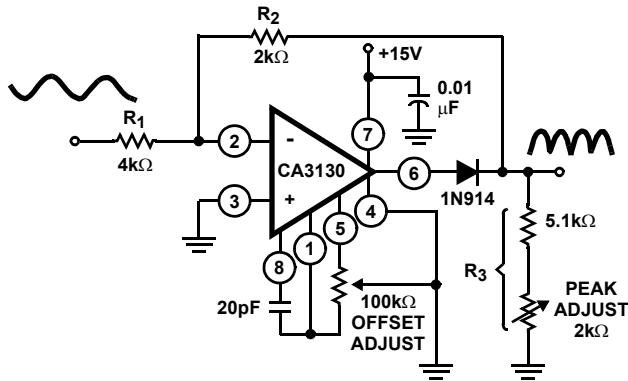 R2
2kΩ
+15V
0.01
μF
R1
4kΩ
2
-
7
CA3130
6
1N914
3
+
5
4
1
8
20pF
100kΩ
OFFSET
ADJUST
5.1kΩ
R3
PEAK
ADJUST
2kΩ